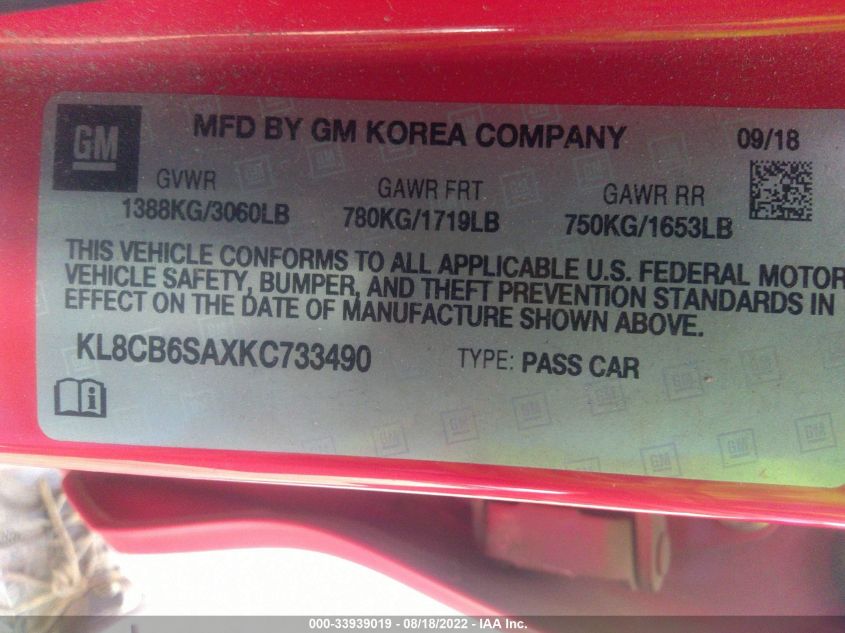 GM
MFD BY GM KOREA COMPANY
09/18
GVWR
1388KG/3060LB
GAWR FRT
780KG/1719LB
GAWR RR
750KG/1653LB
THIS VEHICLE CONFORMS TO ALL APPLICABLE U.S. FEDERAL MOTOR
VEHICLE SAFETY, BUMPER, AND THEFT PREVENTION STANDARDS IN
EFFECT ON THE DATE OF MANUFACTURE SHOWN ABOVE.
KL8CB6SAXKC733490
TYPE: PASS CAR
000-33939019 - 08/18/2022 - IAA Inc.